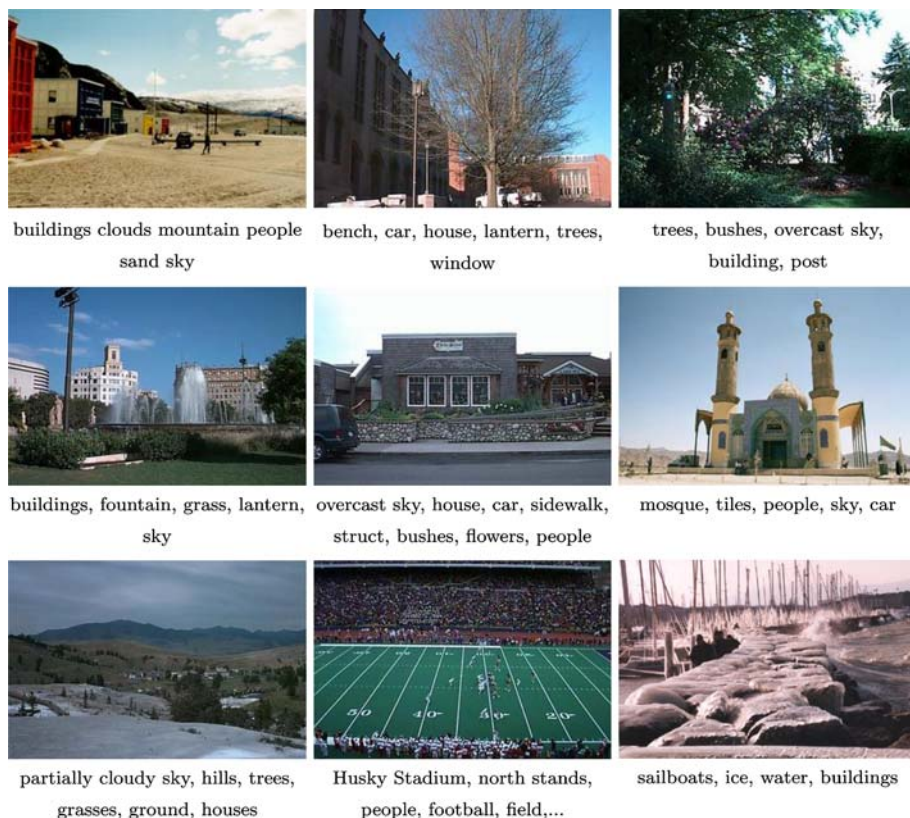 buildings clouds mountain people
sand sky
bench, car, house, lantern, trees,
window
trees, bushes, overcast sky,
building, post
buildings, fountain, grass, lantern,
sky
overcast sky, house, car, sidewalk,
struct, bushes, flowers, people
mosque, tiles, people, sky, car
50 40 30 20
partially cloudy sky, hills, trees,
grasses, ground, houses
Husky Stadium, north stands,
people, football, field,...
sailboats, ice, water, buildings